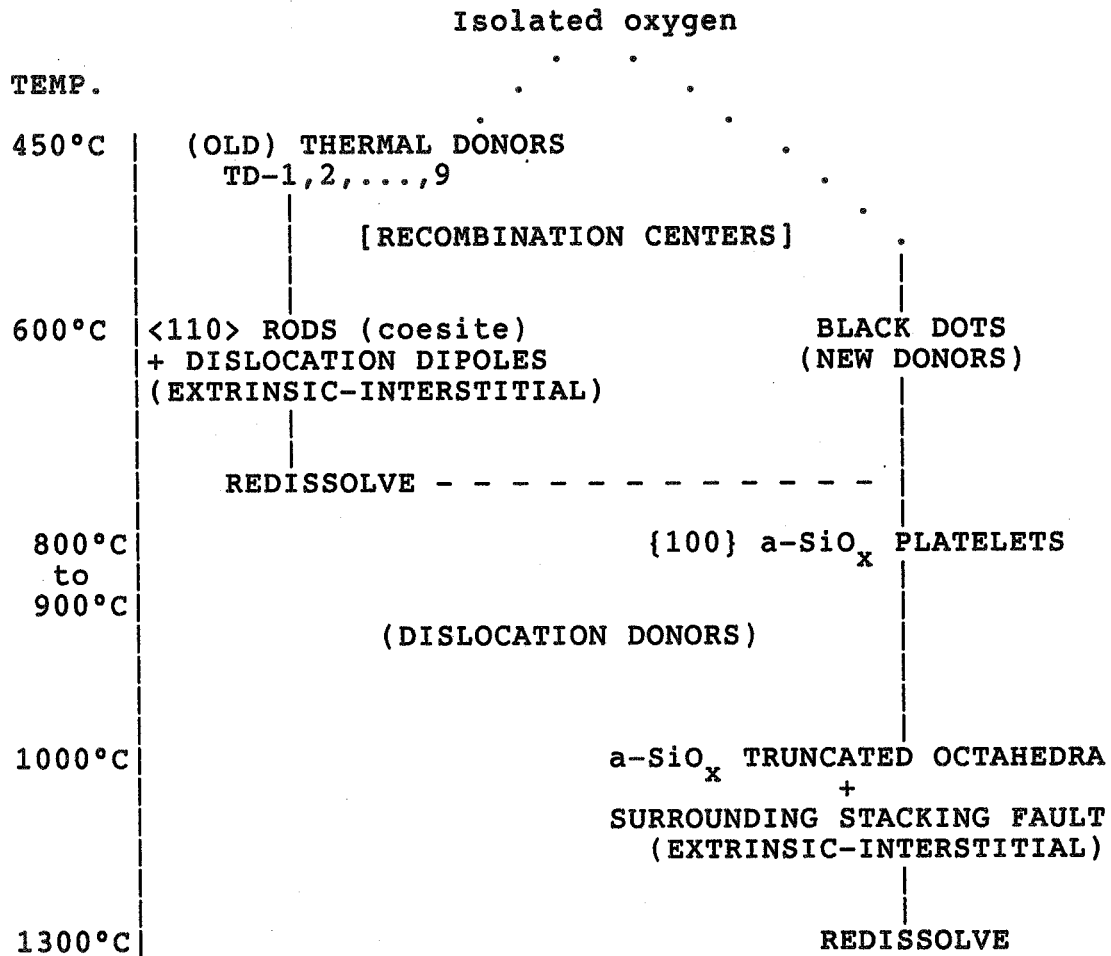 Isolated oxygen
TEMP.
450°C (OLD) THERMAL DONORS
TD-1,2,...,9
[RECOMBINATION CENTERS]
600°C <110> RODS (coesite) BLACK DOTS
+ DISLOCATION DIPOLES (NEW DONORS)
(EXTRINSIC-INTERSTITIAL)
REDISSOLVE
800°C {100} a-SiOx PLATELETS
to
900°C
(DISLOCATION DONORS)
1000°C a-SiOx TRUNCATED OCTAHEDRA
+
SURROUNDING STACKING FAULT
(EXTRINSIC-INTERSTITIAL)
1300°C REDISSOLVE